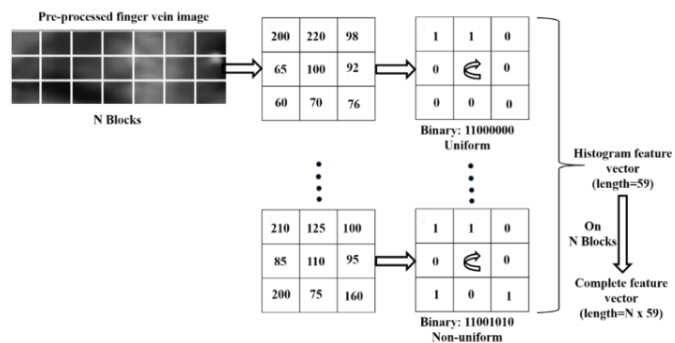 Pre-processed finger vein image
N Blocks
200 220 98
65 100 92
60 70 76
1 1 0
0 0
0 0 0
Binary: 11000000
Uniform
210 125 100
85 110 95
200 75 160
1 1 0
0 0
1 0 1
Binary: 11001010
Non-uniform
Histogram feature
vector
(length=59)
On
N Blocks
Complete feature
vector
(length=N x 59)